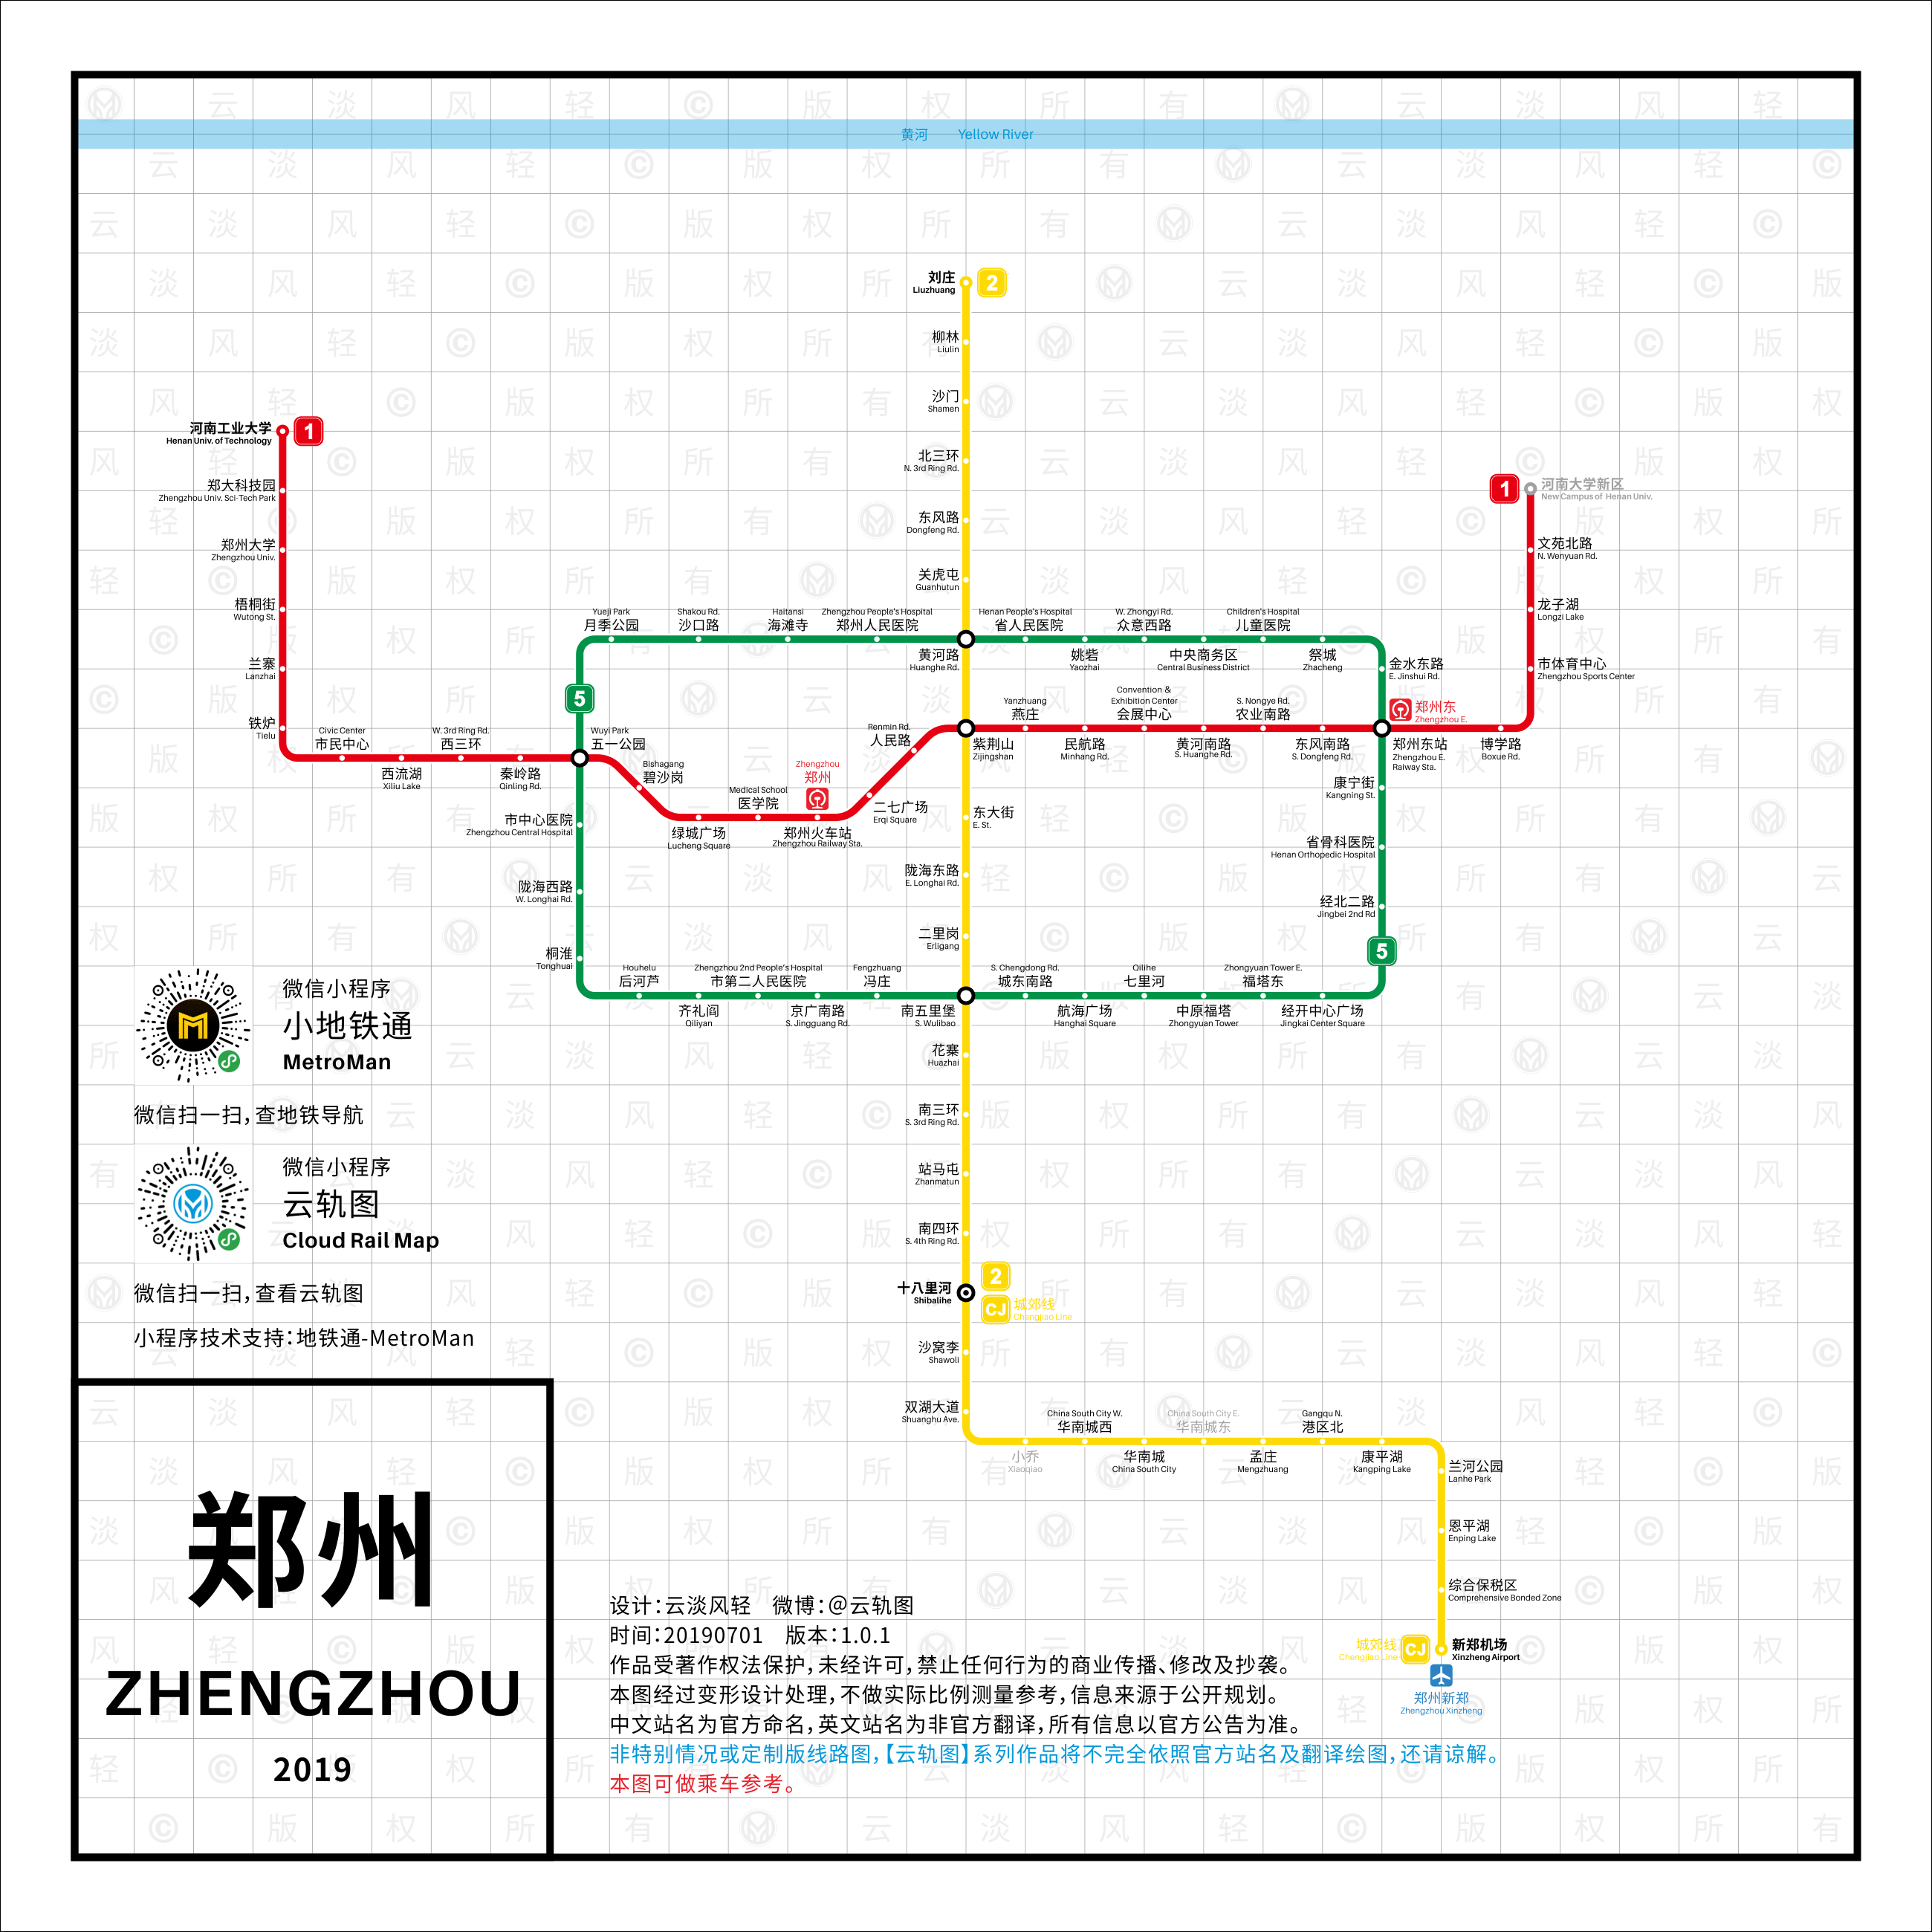 黄河 Yellow River
刘庄
Liuzhuang
2
柳林
Liulin
沙门
Shamen
北三环
N. 3rd Ring Rd.
东风路
Dongfeng Rd.
关虎屯
Guanhutun
河南工业大学
Henan Univ. of Technology
1
郑大科技园
Zhengzhou Univ. Sci-Tech Park
郑州大学
Zhengzhou Univ.
梧桐街
Wutong St.
兰寨
Lanzhai
铁炉
Tielu
1
河南大学新区
New Campus of Henan Univ.
文苑北路
N. Wenyuan Rd.
龙子湖
Longzi Lake
市体育中心
Zhengzhou Sports Center
Yueji Park
月季公园
Shakou Rd.
沙口路
Haitansi
海滩寺
Zhengzhou People's Hospital
郑州人民医院
Henan People's Hospital
省人民医院
W. Zhongyi Rd.
众意西路
Children's Hospital
儿童医院
黄河路
Huanghe Rd.
姚砦
Yaozhai
中央商务区
Central Business District
祭城
Zhacheng
金水东路
E. Jinshui Rd.
5
Civic Center
市民中心
W. 3rd Ring Rd.
西三环
Wuyi Park
五一公园
西流湖
Xiliu Lake
秦岭路
Qinling Rd.
Bishagang
碧沙岗
Medical School
医学院
Zhengzhou
郑州
Renmin Rd.
人民路
绿城广场
Lucheng Square
郑州火车站
Zhengzhou Railway Sta.
二七广场
Erqi Square
Yanzhuang
燕庄
Convention &
Exhibition Center
会展中心
S. Nongye Rd.
农业南路
郑州东
Zhengzhou E.
紫荆山
Zijingshan
民航路
Minhang Rd.
黄河南路
S. Huanghe Rd.
东风南路
S. Dongfeng Rd.
郑州东站
Zhengzhou E.
Raiway Sta.
博学路
Boxue Rd.
市中心医院
Zhengzhou Central Hospital
陇海西路
W. Longhai Rd.
桐淮
Tonghuai
东大街
E. St.
陇海东路
E. Longhai Rd.
二里岗
Erligang
康宁街
Kangning St.
省骨科医院
Henan Orthopedic Hospital
经北二路
Jingbei 2nd Rd
5
Houhelu
后河芦
Zhengzhou 2nd People's Hospital
市第二人民医院
Fengzhuang
冯庄
S. Chengdong Rd.
城东南路
Qilihe
七里河
Zhongyuan Tower E.
福塔东
齐礼阎
Qiliyan
京广南路
S. Jingguang Rd.
南五里堡
S. Wulibao
航海广场
Hanghai Square
中原福塔
Zhongyuan Tower
经开中心广场
Jingkai Center Square
花寨
Huazhai
南三环
S. 3rd Ring Rd.
站马屯
Zhanmatun
南四环
S. 4th Ring Rd.
十八里河
Shibalihe
2
CJ 城郊线
Chengjiao Line
沙窝李
Shawoli
双湖大道
Shuanghu Ave.
China South City W.
华南城西
China South City E.
华南城东
Gangqu N.
港区北
小乔
Xiaoqiao
华南城
China South City
孟庄
Mengzhuang
康平湖
Kangping Lake
兰河公园
Lanhe Park
恩平湖
Enping Lake
综合保税区
Comprehensive Bonded Zone
城郊线
Chengjiao Line
CJ
新郑机场
Xinzheng Airport
郑州新郑
Zhengzhou Xinzheng
微信小程序
小地铁通
MetroMan
微信扫一扫，查地铁导航
微信小程序
云轨图
Cloud Rail Map
微信扫一扫，查看云轨图
小程序技术支持：地铁通-MetroMan
郑州
ZHENGZHOU
2019
设计：云淡风轻 微博：@云轨图
时间：20190701 版本：1.0.1
作品受著作权法保护，未经许可，禁止任何行为的商业传播、修改及抄袭。
本图经过变形设计处理，不做实际比例测量参考，信息来源于公开规划。
中文站名为官方命名，英文站名为非官方翻译，所有信息以官方公告为准。
非特别情况或定制版线路图，【云轨图】系列作品将不完全依照官方站名及翻译绘图，还请谅解。
本图可做乘车参考。
云淡风轻©版权所有